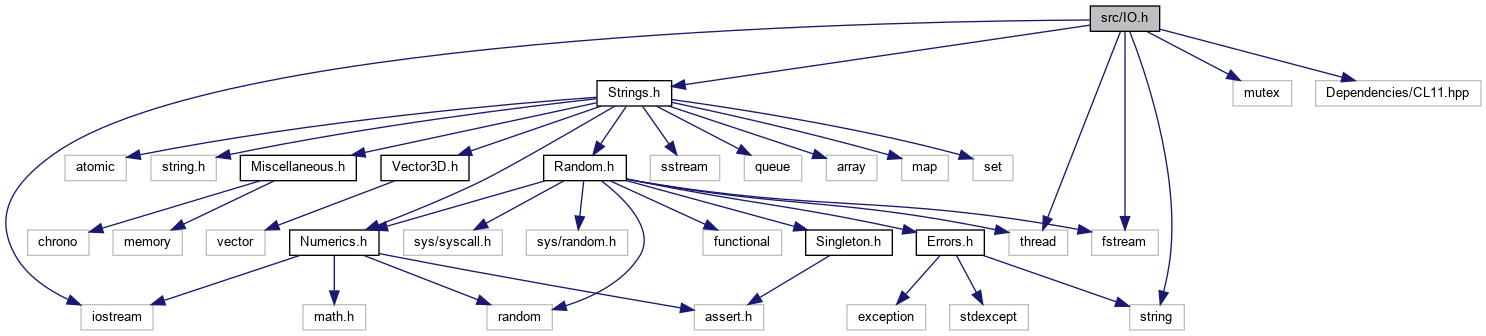 src/IO.h
Strings.h
mutex
Dependencies/CL11.hpp
atomic
string.h
Miscellaneous.h
Vector3D.h
Random.h
sstream
queue
array
map
set
chrono
memory
vector
Numerics.h
sys/syscall.h
sys/random.h
functional
Singleton.h
Errors.h
thread
fstream
iostream
math.h
random
assert.h
exception
stdexcept
string